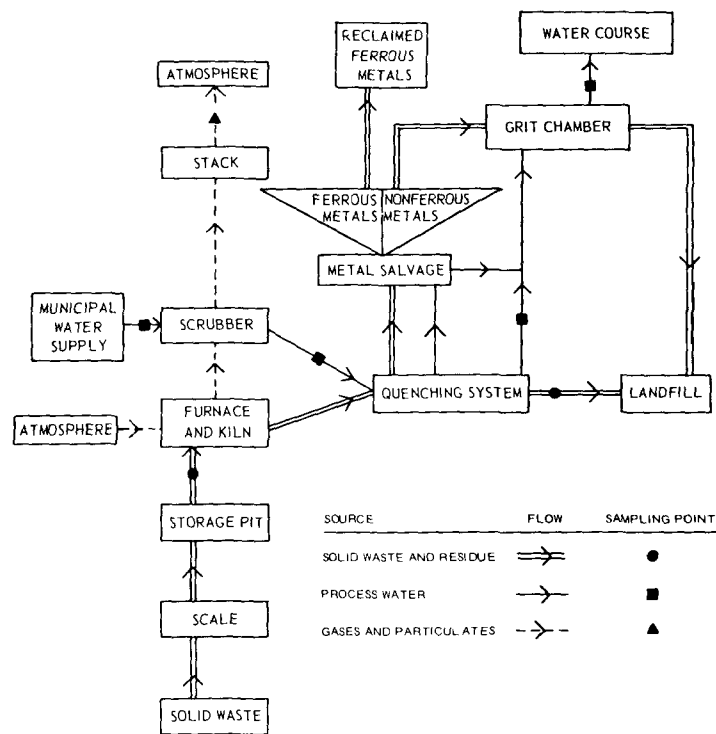 RECLAIMED
FERROUS
METALS
WATER COURSE
ATMOSPHERE
GRIT CHAMBER
STACK
FERROUS
METALS
NONFERROUS
METALS
METAL SALVAGE
MUNICIPAL
WATER
SUPPLY
SCRUBBER
QUENCHING SYSTEM
LANDFILL
ATMOSPHERE
FURNACE
AND KILN
STORAGE PIT
SCALE
SOLID WASTE
SOURCE FLOW SAMPLING POINT
SOLID WASTE AND RESIDUE
PROCESS WATER
GASES AND PARTICULATES